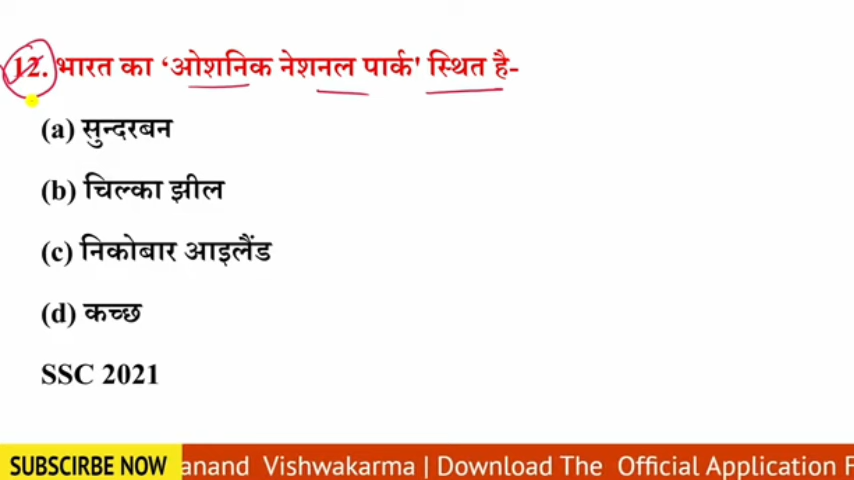 12. भारत का ‘ओशनिक नेशनल पार्क' स्थित है-
(a) सुन्दरबन
(b) चिल्का झील
(c) निकोबार आइलैंड
(d) कच्छ
SSC 2021
SUBSCIRBE NOW anand Vishwakarma | Download The Official Application F